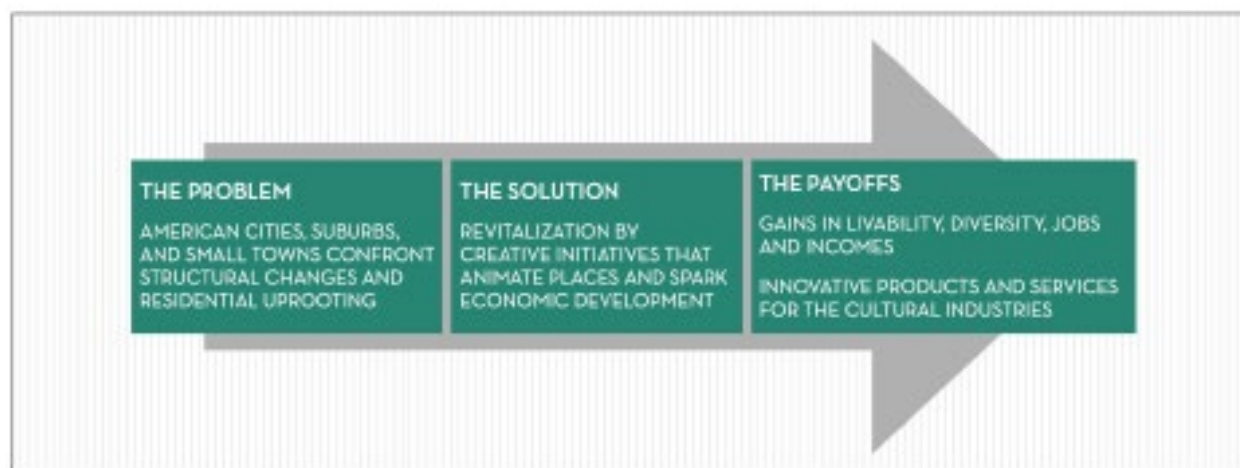 THE PROBLEM
AMERICAN CITIES, SUBURBS,
AND SMALL TOWNS CONFRONT
STRUCTURAL CHANGES AND
RESIDENTIAL UPROOTING
THE SOLUTION
REVITALIZATION BY
CREATIVE INITIATIVES THAT
ANIMATE PLACES AND SPARK
ECONOMIC DEVELOPMENT
THE PAYOFFS
GAINS IN LIVABILITY, DIVERSITY, JOBS
AND INCOMES
INNOVATIVE PRODUCTS AND SERVICES
FOR THE CULTURAL INDUSTRIES